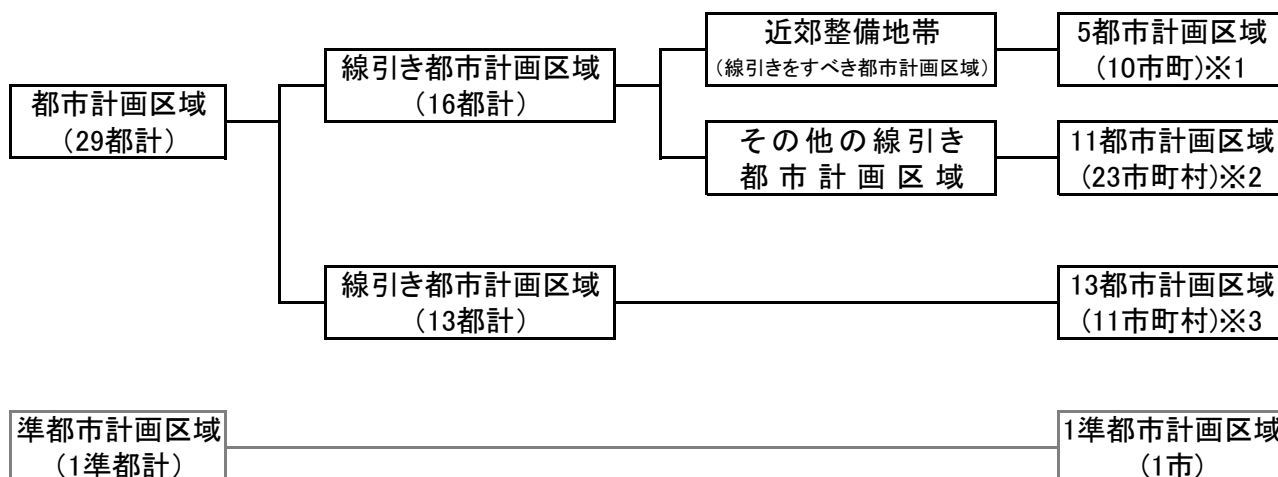 都市計画区域
(29都計)
線引き都市計画区域
(16都計)
近郊整備地帯
(線引きをすべき都市計画区域)
5都市計画区域
(10市町)※1
その他の線引き
都市計画区域
11都市計画区域
(23市町村)※2
線引き都市計画区域
(13都計)
13都市計画区域
(11市町村)※3
準都市計画区域
(1準都計)
1準都市計画区域
(1市)